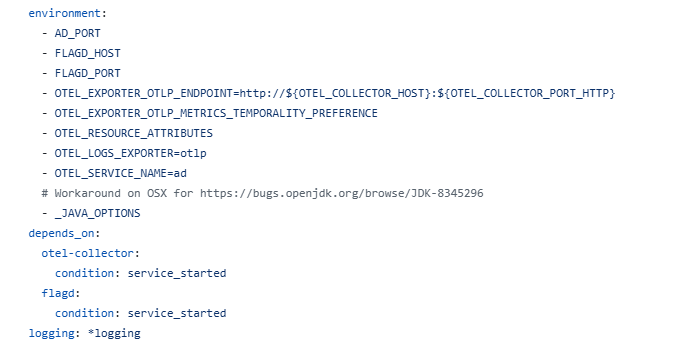 environment:
  - AD_PORT
  - FLAGD_HOST
  - FLAGD_PORT
  - OTEL_EXPORTER_OTLP_ENDPOINT=http://${OTEL_COLLECTOR_HOST}:${OTEL_COLLECTOR_PORT_HTTP}
  - OTEL_EXPORTER_OTLP_METRICS_TEMPORALITY_PREFERENCE
  - OTEL_RESOURCE_ATTRIBUTES
  - OTEL_LOGS_EXPORTER=otlp
  - OTEL_SERVICE_NAME=ad
  # Workaround on OSX for https://bugs.openjdk.org/browse/JDK-8345296
  - _JAVA_OPTIONS
depends_on:
  otel-collector:
    condition: service_started
  flagd:
    condition: service_started
logging: *logging